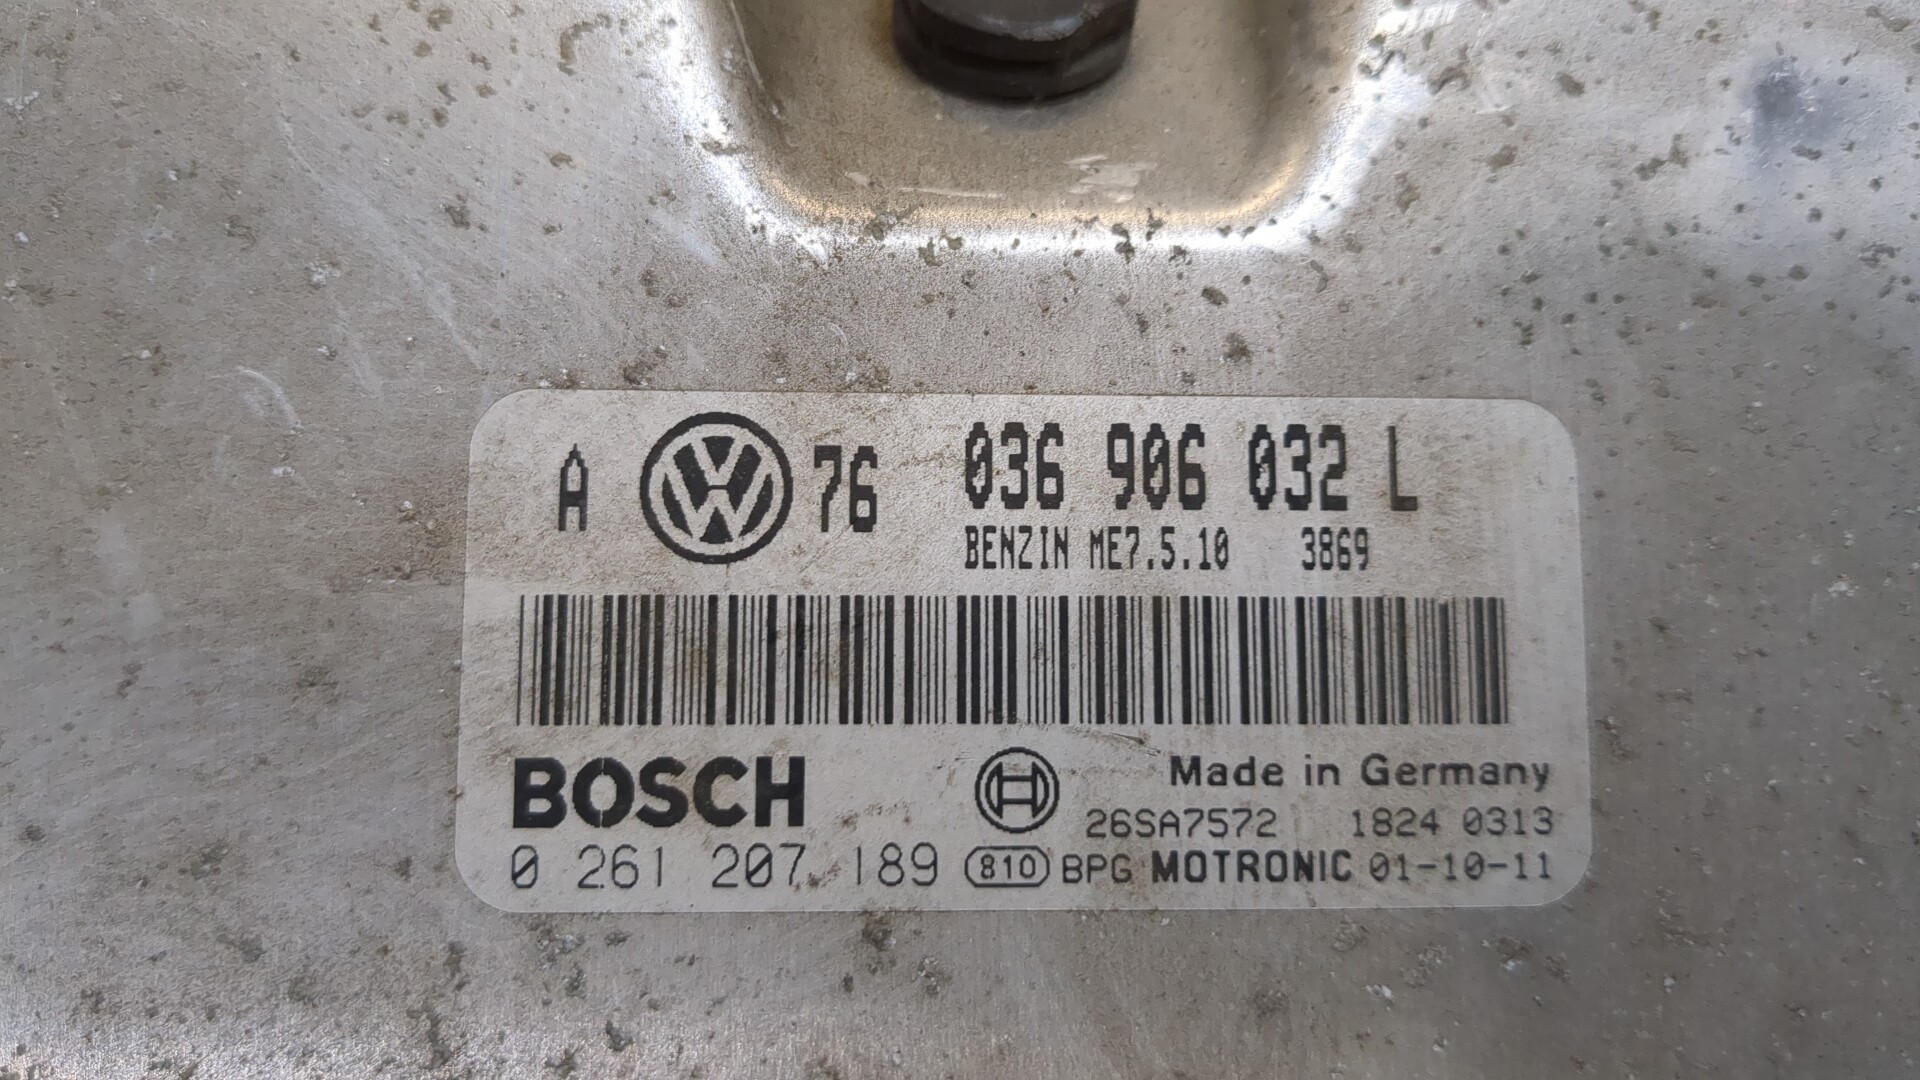 A VW 76 036 906 032 L
BENZIN ME7.5.10 3869
BOSCH Made in Germany
26SA7572 1824 0313
0 261 207 189 810 BPG MOTRONIC 01-10-11